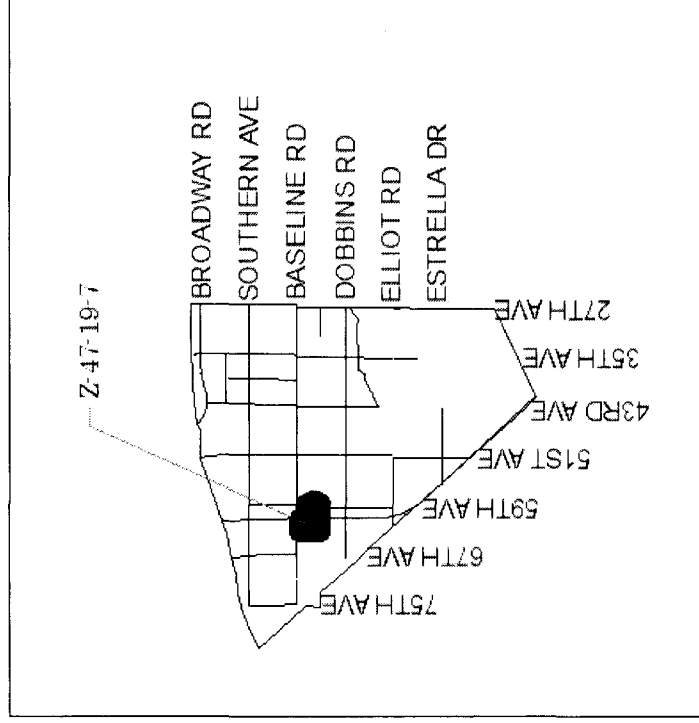 Z-47-19-7
BROADWAY RD
SOUTHERN AVE
BASELINE RD
DOBBINS RD
ELLIOT RD
ESTRELLA DR
27TH AVE
35TH AVE
43RD AVE
51ST AVE
59TH AVE
67TH AVE
75TH AVE